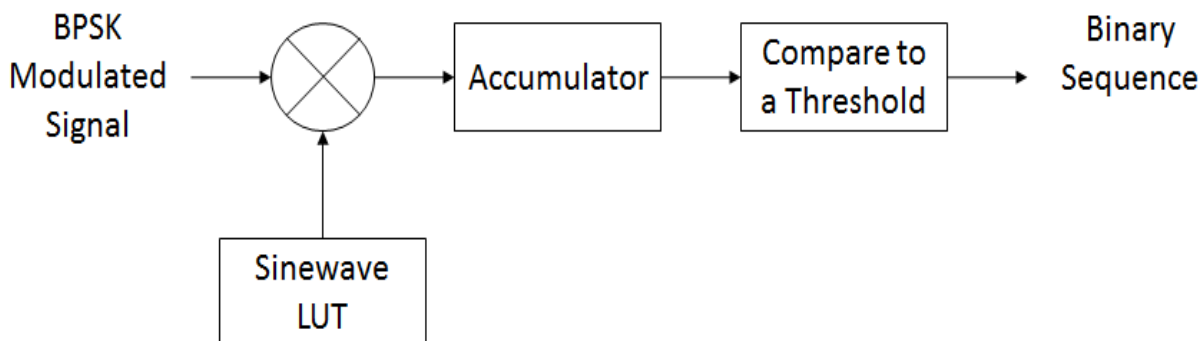 BPSK
Modulated
Signal
Accumulator
Compare to
a Threshold
Binary
Sequence
Sinewave
LUT